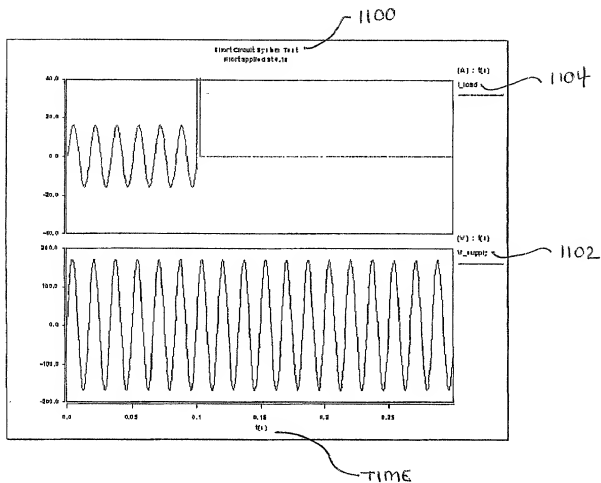 1100
Short Circuit System Test
(A) : t(s)
i_load
1104
40.0
20.0
0.0
-20.0
-40.0
(V) : t(s)
v_supply
1102
200.0
100.0
0.0
-100.0
-200.0
0.0 0.05 0.1 0.15 0.2 0.25
t(s)
TIME